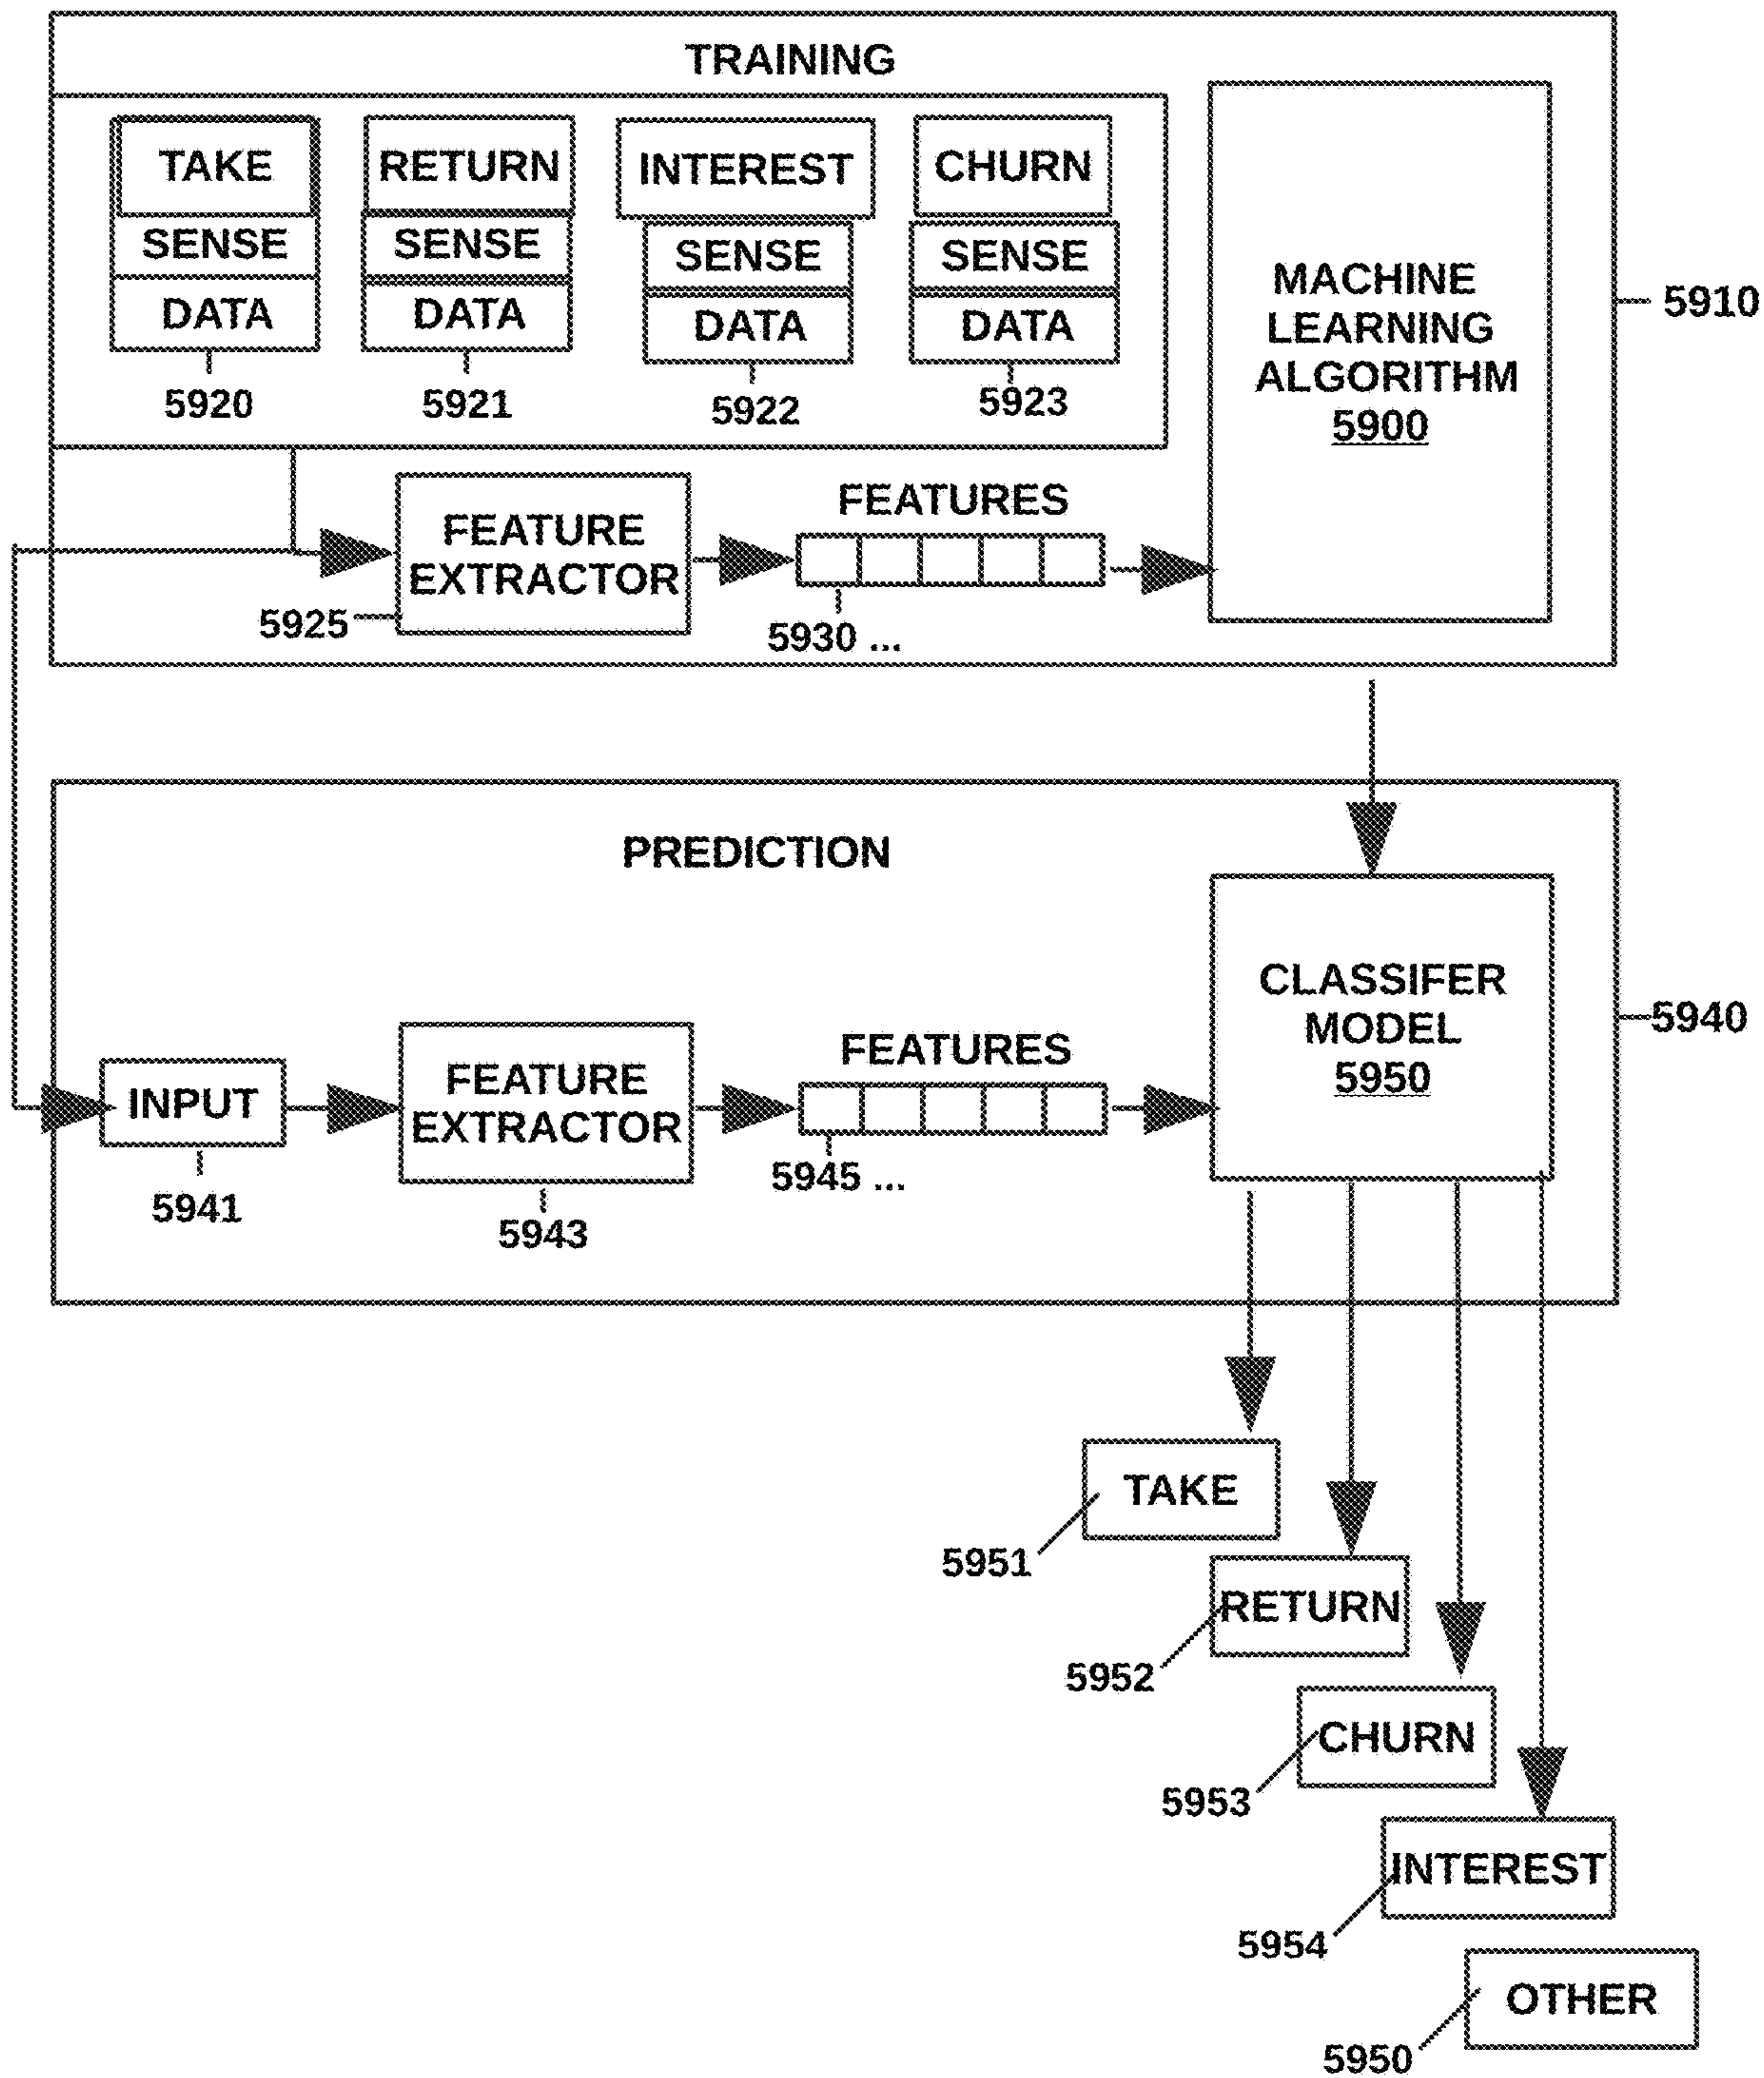 TRAINING
TAKE
SENSE
DATA
5920
RETURN
SENSE
DATA
5921
INTEREST
SENSE
DATA
5922
CHURN
SENSE
DATA
5923
MACHINE
LEARNING
ALGORITHM
5900
5910
FEATURE
EXTRACTOR
5925
FEATURES
5930 ...
PREDICTION
INPUT
5941
FEATURE
EXTRACTOR
5943
FEATURES
5945 ...
CLASSIFER
MODEL
5950
5940
TAKE
5951
RETURN
5952
CHURN
5953
INTEREST
5954
OTHER
5950